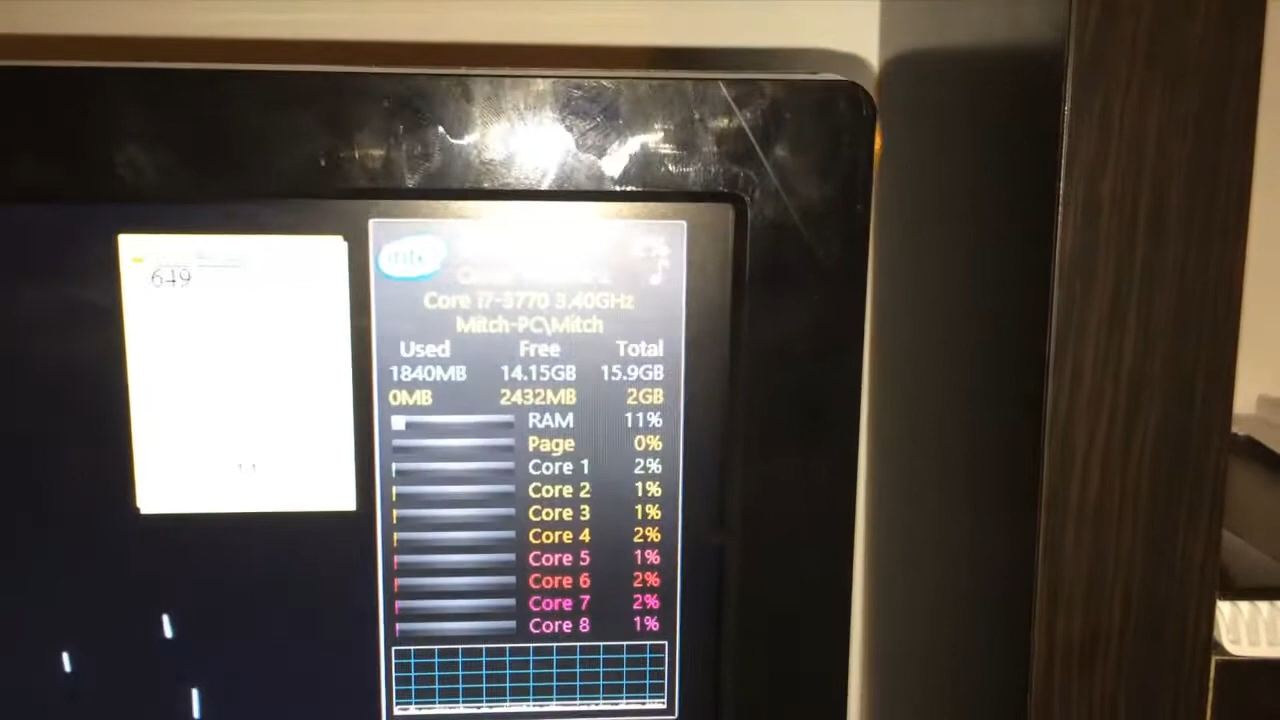 649
intel
Core i7-3770 3.40GHz
Mitch-PC\Mitch
Used Free Total
1840MB 14.15GB 15.9GB
0MB 2432MB 2GB
RAM 11%
Page 0%
Core 1 2%
Core 2 1%
Core 3 1%
Core 4 2%
Core 5 1%
Core 6 2%
Core 7 2%
Core 8 1%